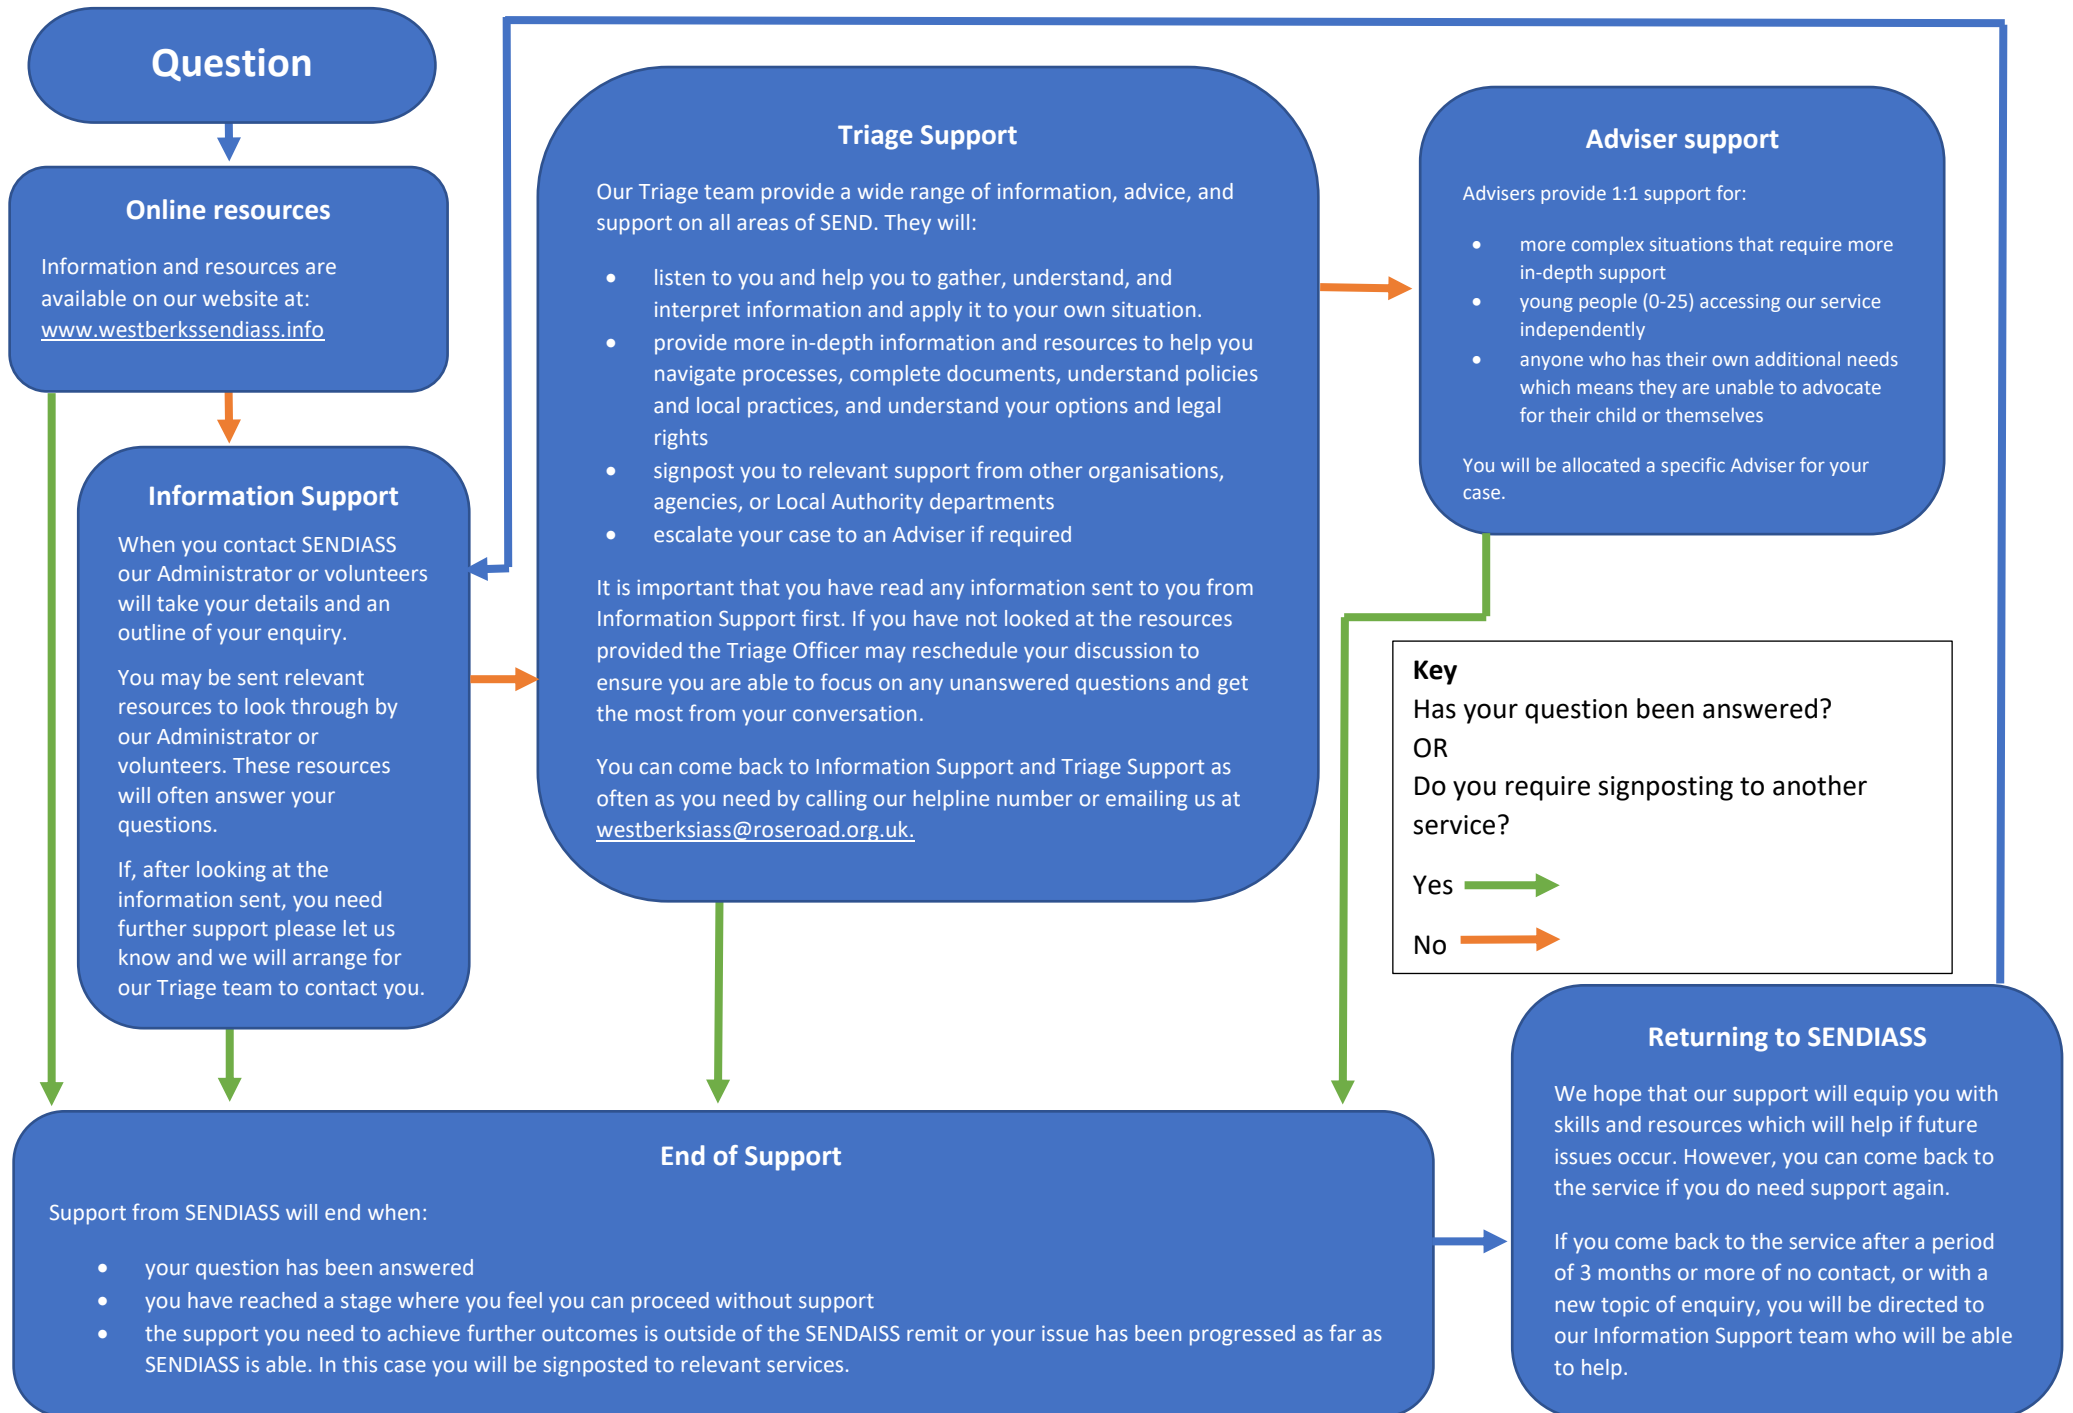 Question
Online resources
Information and resources are
available on our website at:
www.westberkssendiass.info
Information Support
When you contact SENDIASS
our Administrator or volunteers
will take your details and an
outline of your enquiry.
You may be sent relevant
resources to look through by
our Administrator or
volunteers. These resources
will often answer your
questions.
If, after looking at the
information sent, you need
further support please let us
know and we will arrange for
our Triage team to contact you.
Triage Support
Our Triage team provide a wide range of information, advice, and
support on all areas of SEND. They will:
• listen to you and help you to gather, understand, and
interpret information and apply it to your own situation.
• provide more in-depth information and resources to help you
navigate processes, complete documents, understand policies
and local practices, and understand your options and legal
rights
• signpost you to relevant support from other organisations,
agencies, or Local Authority departments
• escalate your case to an Adviser if required
It is important that you have read any information sent to you from
Information Support first. If you have not looked at the resources
provided the Triage Officer may reschedule your discussion to
ensure you are able to focus on any unanswered questions and get
the most from your conversation.
You can come back to Information Support and Triage Support as
often as you need by calling our helpline number or emailing us at
westberksiass@roseroad.org.uk.
Adviser support
Advisers provide 1:1 support for:
• more complex situations that require more
in-depth support
• young people (0-25) accessing our service
independently
• anyone who has their own additional needs
which means they are unable to advocate
for their child or themselves
You will be allocated a specific Adviser for your
case.
Key
Has your question been answered?
OR
Do you require signposting to another
service?
Yes
No
End of Support
Support from SENDIASS will end when:
• your question has been answered
• you have reached a stage where you feel you can proceed without support
• the support you need to achieve further outcomes is outside of the SENDAISS remit or your issue has been progressed as far as
SENDIASS is able. In this case you will be signposted to relevant services.
Returning to SENDIASS
We hope that our support will equip you with
skills and resources which will help if future
issues occur. However, you can come back to
the service if you do need support again.
If you come back to the service after a period
of 3 months or more of no contact, or with a
new topic of enquiry, you will be directed to
our Information Support team who will be able
to help.